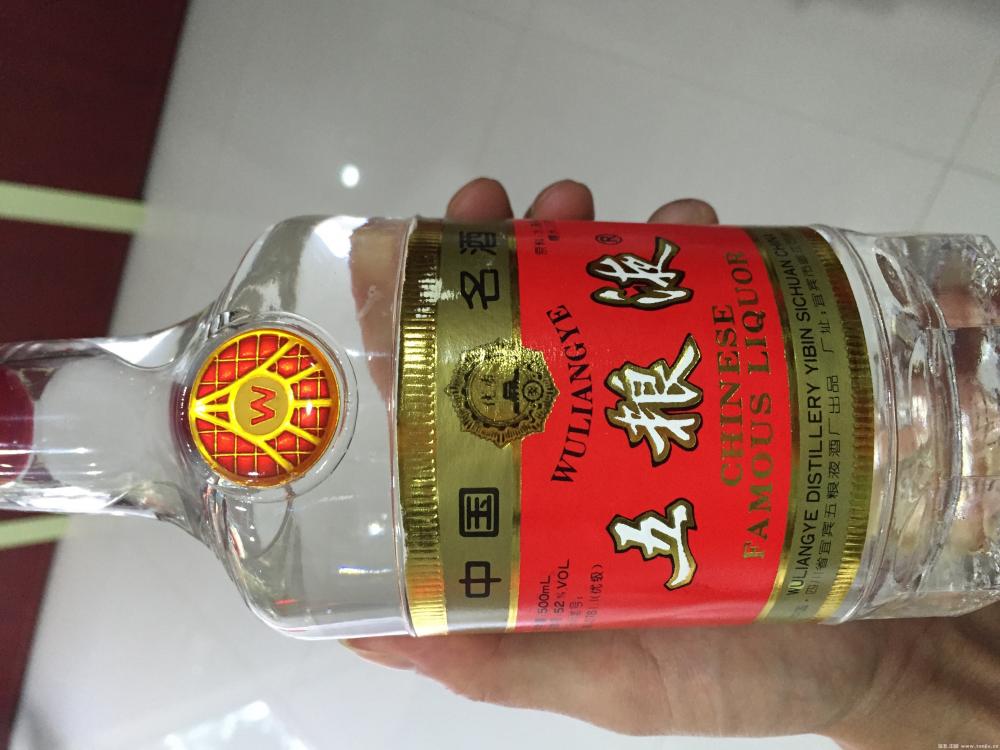 W
中国 名酒
WULIANGYE
五粮液®
CHINESE
FAMOUS LIQUOR
500mL
52%VOL
(优级)
WULIANGYE DISTILLERY YIBIN SICHUAN
四川省宜宾五粮液酒厂出品 厂址:宜宾市